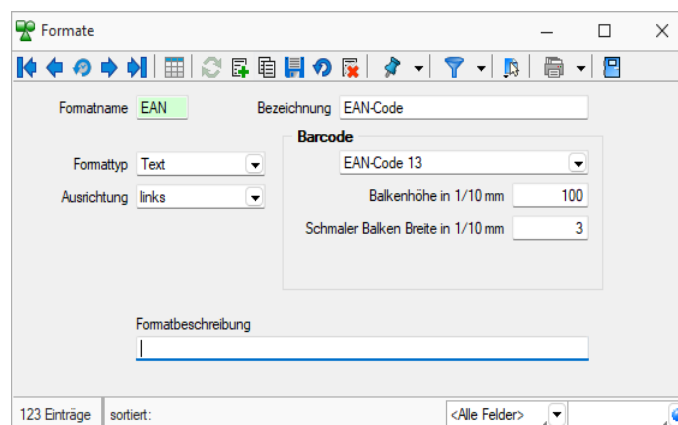 Formate
Formatname EAN Bezeichnung EAN-Code
Barcode
Formattyp Text EAN-Code 13
Ausrichtung links Balkenhöhe in 1/10 mm 100
Schmaler Balken Breite in 1/10 mm 3
Formatbeschreibung
123 Einträge sortiert: <Alle Felder>